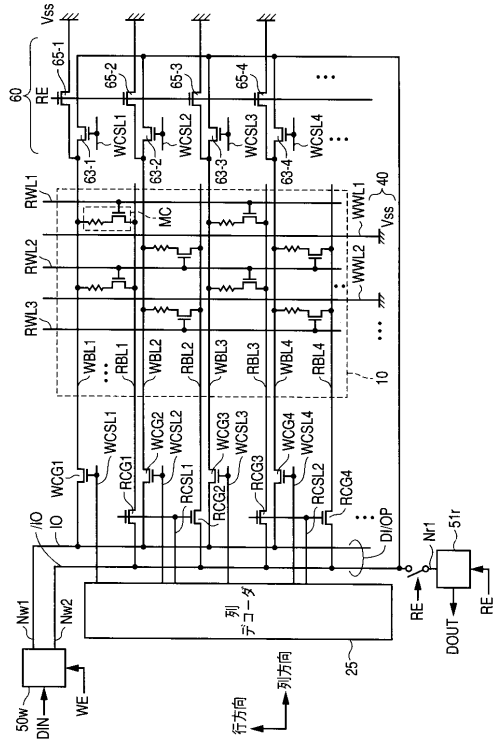 Vss
60
RE
65-1
65-2
65-3
65-4
WCSL1
WCSL2
WCSL3
WCSL4
63-1
63-2
63-3
63-4
RWL1
MC
WWL1
40
Vss
RWL2
WWL2
RWL3
WBL1
RBL1
WBL2
RBL2
WBL3
RBL3
WBL4
RBL4
10
WCG1
WCSL1
RCG1
WCG2
WCSL2
RCSL1
RCG2
WCG3
WCSL3
RCG3
WCG4
WCSL4
RCSL2
RCG4
/IO
IO
DI/OP
Nw1
Nw2
50w
DIN
WE
列
デコーダ
25
行方向
列方向
RE
Nr1
51r
DOUT
RE